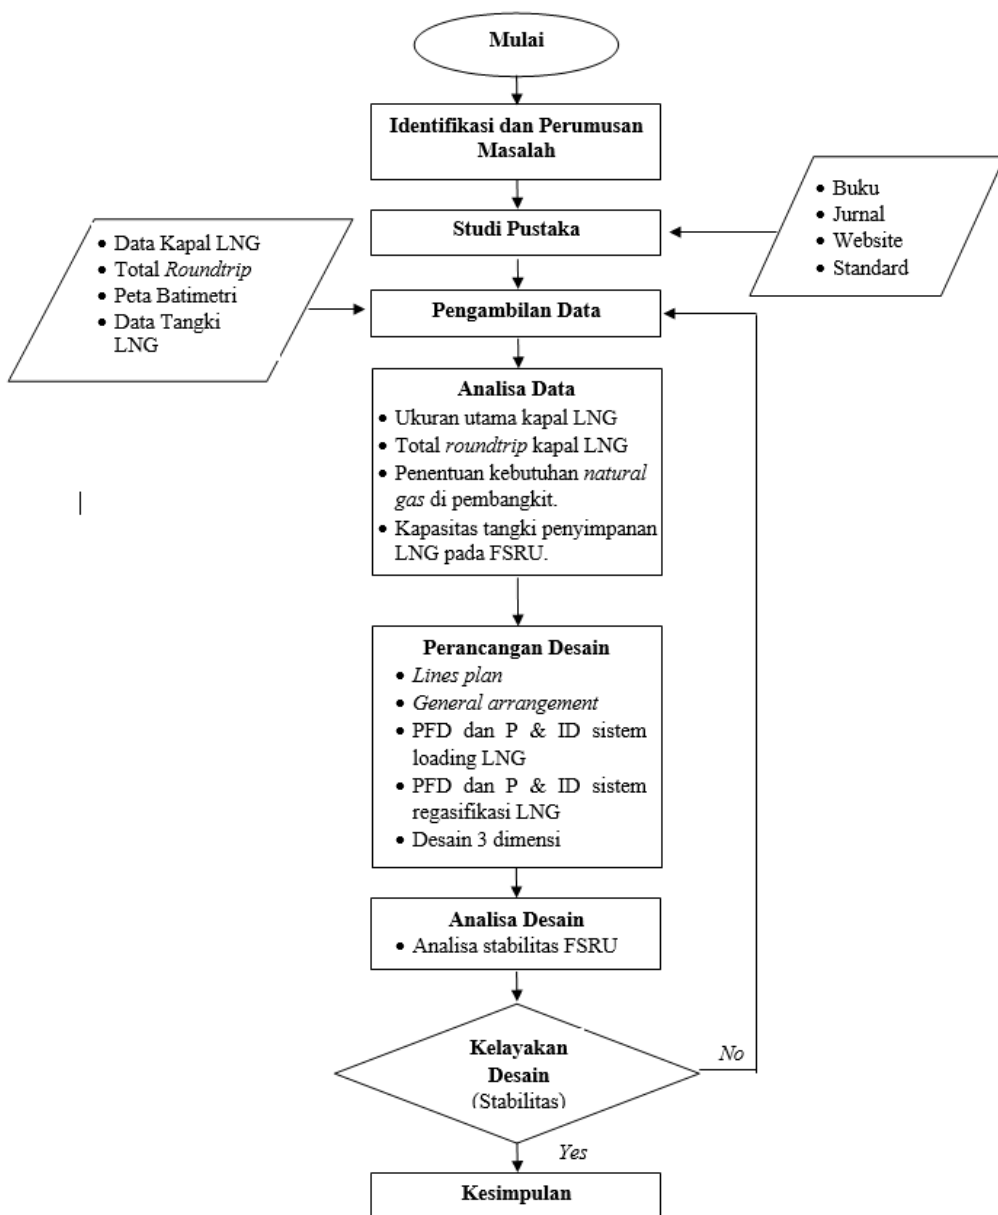 Mulai
Identifikasi dan Perumusan
Masalah
• Buku
• Jurnal
• Website
• Standard
Studi Pustaka
• Data Kapal LNG
• Total Roundtrip
• Peta Batimetri
• Data Tangki
LNG
Pengambilan Data
Analisa Data
• Ukuran utama kapal LNG
• Total roundtrip kapal LNG
• Penentuan kebutuhan natural
gas di pembangkit.
• Kapasitas tangki penyimpanan
LNG pada FSRU.
Perancangan Desain
• Lines plan
• General arrangement
• PFD dan P & ID sistem
loading LNG
• PFD dan P & ID sistem
regasifikasi LNG
• Desain 3 dimensi
Analisa Desain
• Analisa stabilitas FSRU
Kelayakan
Desain
(Stabilitas)
No
Yes
Kesimpulan